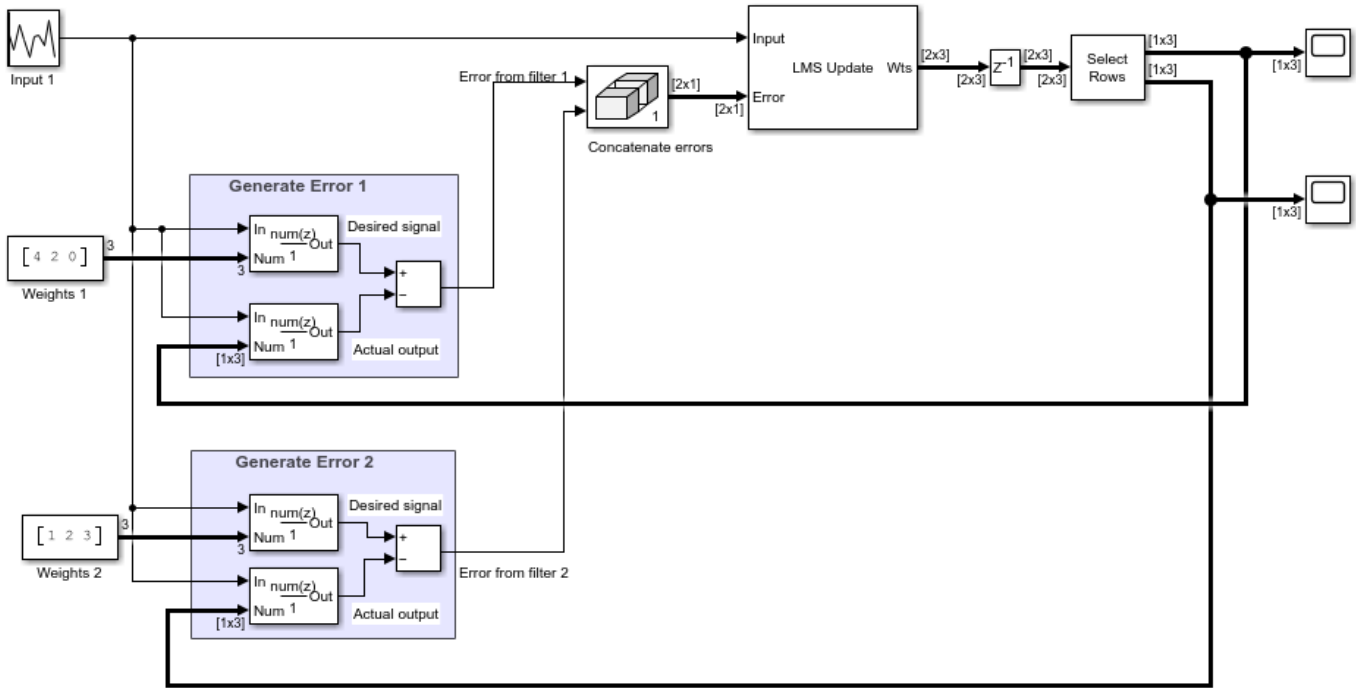 Input 1
Error from filter 1
[2x1]
[2x1]
1
Concatenate errors
Input
LMS Update
Wts
Error
[2x3]
[2x3]
z-1
[2x3]
[2x3]
Select
Rows
[1x3]
[1x3]
[1x3]
[1x3]
Generate Error 1
[4 2 0]
3
Weights 1
In
Num
num(z)
1
Out
3
Desired signal
+
−
In
Num
num(z)
1
Out
[1x3]
Actual output
Generate Error 2
[1 2 3]
3
Weights 2
In
Num
num(z)
1
Out
3
Desired signal
+
−
Error from filter 2
In
Num
num(z)
1
Out
[1x3]
Actual output